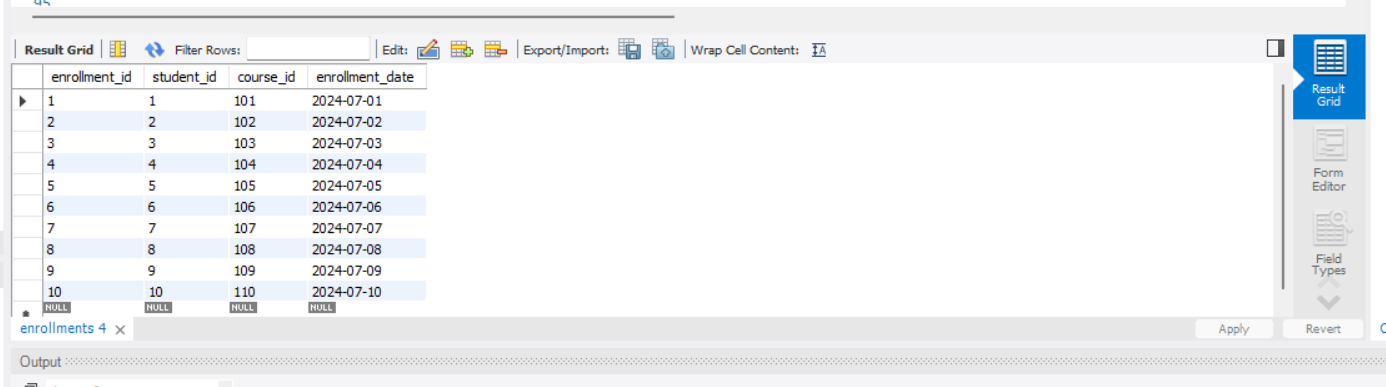 95
Result Grid Filter Rows: Edit: Export/Import: Wrap Cell Content: IA
enrollment_id student_id course_id enrollment_date
1 1 101 2024-07-01
2 2 102 2024-07-02
3 3 103 2024-07-03
4 4 104 2024-07-04
5 5 105 2024-07-05
6 6 106 2024-07-06
7 7 107 2024-07-07
8 8 108 2024-07-08
9 9 109 2024-07-09
10 10 110 2024-07-10
NULL NULL NULL NULL
Result
Grid
Form
Editor
Field
Types
enrollments 4
Apply Revert
Output